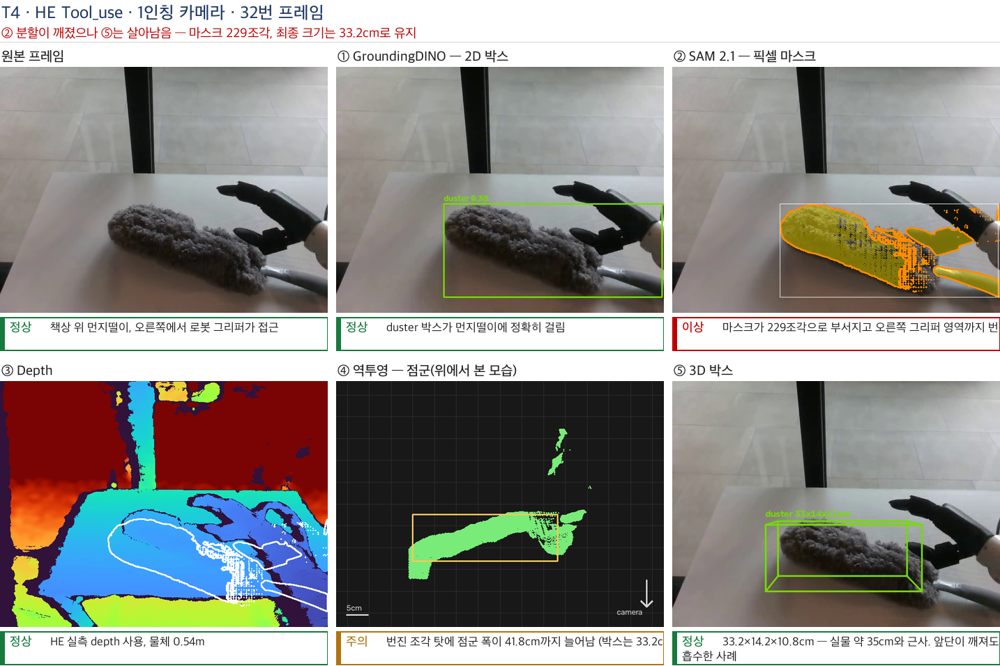 T4 · HE Tool_use · 1인칭 카메라 · 32번 프레임
② 분할이 깨졌으나 ⑤는 살아남음 — 마스크 229조각, 최종 크기는 33.2cm로 유지
원본 프레임
① GroundingDINO — 2D 박스
② SAM 2.1 — 픽셀 마스크
duster 0.58
정상 책상 위 먼지떨이, 오른쪽에서 로봇 그리퍼가 접근
정상 duster 박스가 먼지떨이에 정확히 걸림
이상 마스크가 229조각으로 부서지고 오른쪽 그리퍼 영역까지 번
③ Depth
④ 역투영 — 점군(위에서 본 모습)
⑤ 3D 박스
duster
5cm
camera
정상 HE 실측 depth 사용, 물체 0.54m
주의 번진 조각 탓에 점군 폭이 41.8cm까지 늘어남 (박스는 33.2c
정상 33.2×14.2×10.8cm — 실물 약 35cm와 근사. 앞단이 깨져도
흡수한 사례